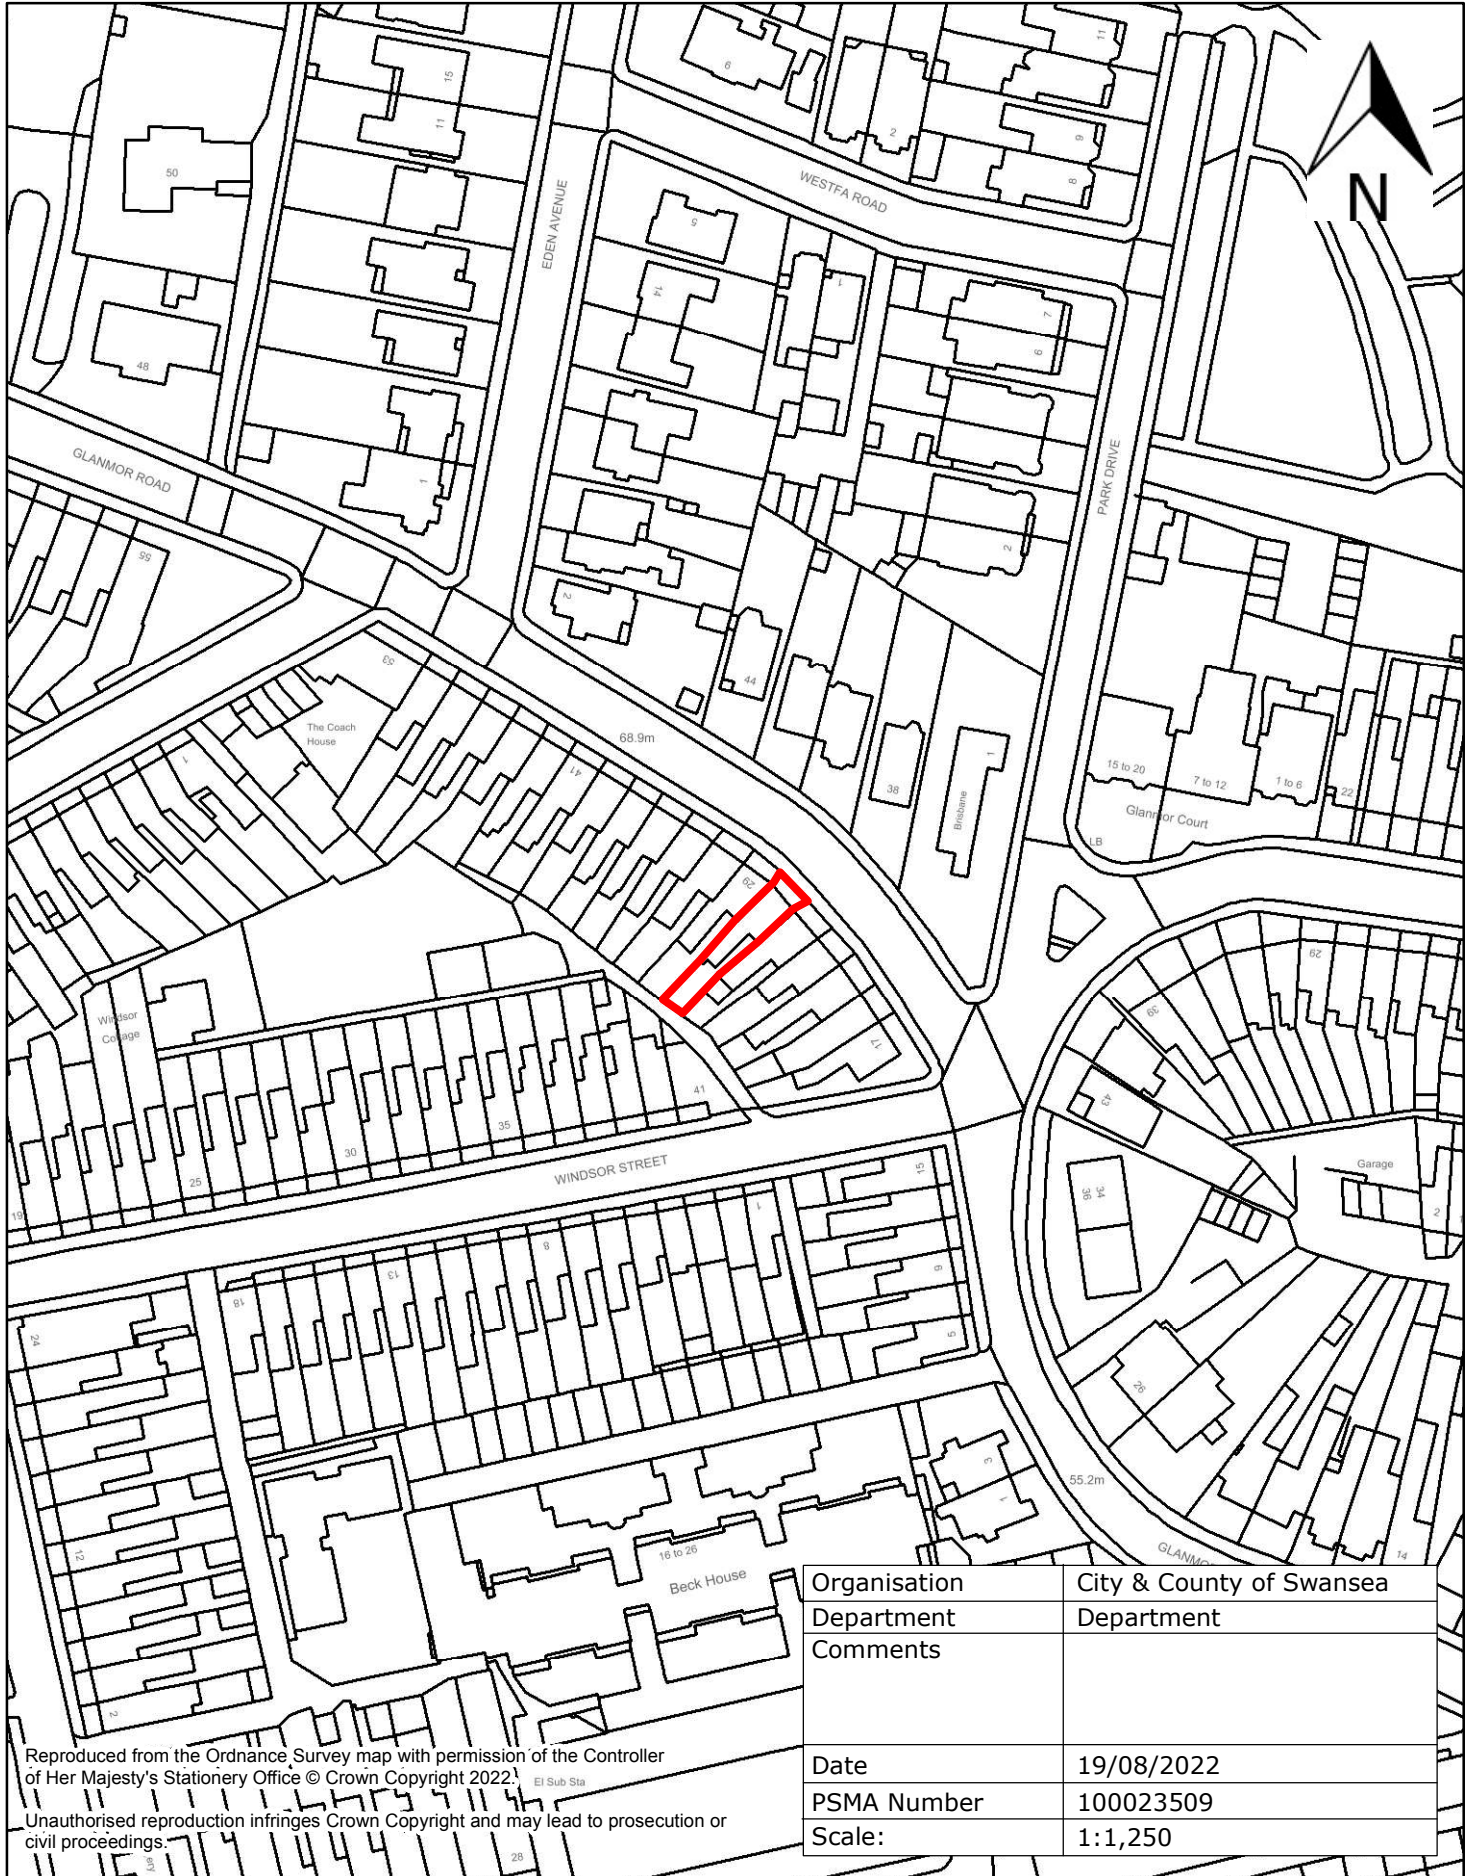 11
15
6
2
11
9
8
N
50
WESTFA ROAD
EDEN AVENUE
5
14
1
7
6
48
GLANMOR ROAD
1
PARK DRIVE
55
2
2
53
44
The Coach
House
68.9m
1
41
38
1
Brisbane
15 to 20
7 to 12
1 to 6
22
Glanmor Court
LB
29
29
39
Windsor
Cottage
17
41
43
35
30
25
19
WINDSOR STREET
15
Garage
34
36
2
1
8
13
18
9
5
24
26
3
1
55.2m
12
16 to 26
Beck House
14
2
El Sub Sta
28
Organisation City & County of Swansea
Department Department
Comments
Date 19/08/2022
PSMA Number 100023509
Scale: 1:1,250
Reproduced from the Ordnance Survey map with permission of the Controller
of Her Majesty's Stationery Office © Crown Copyright 2022.
Unauthorised reproduction infringes Crown Copyright and may lead to prosecution or
civil proceedings.